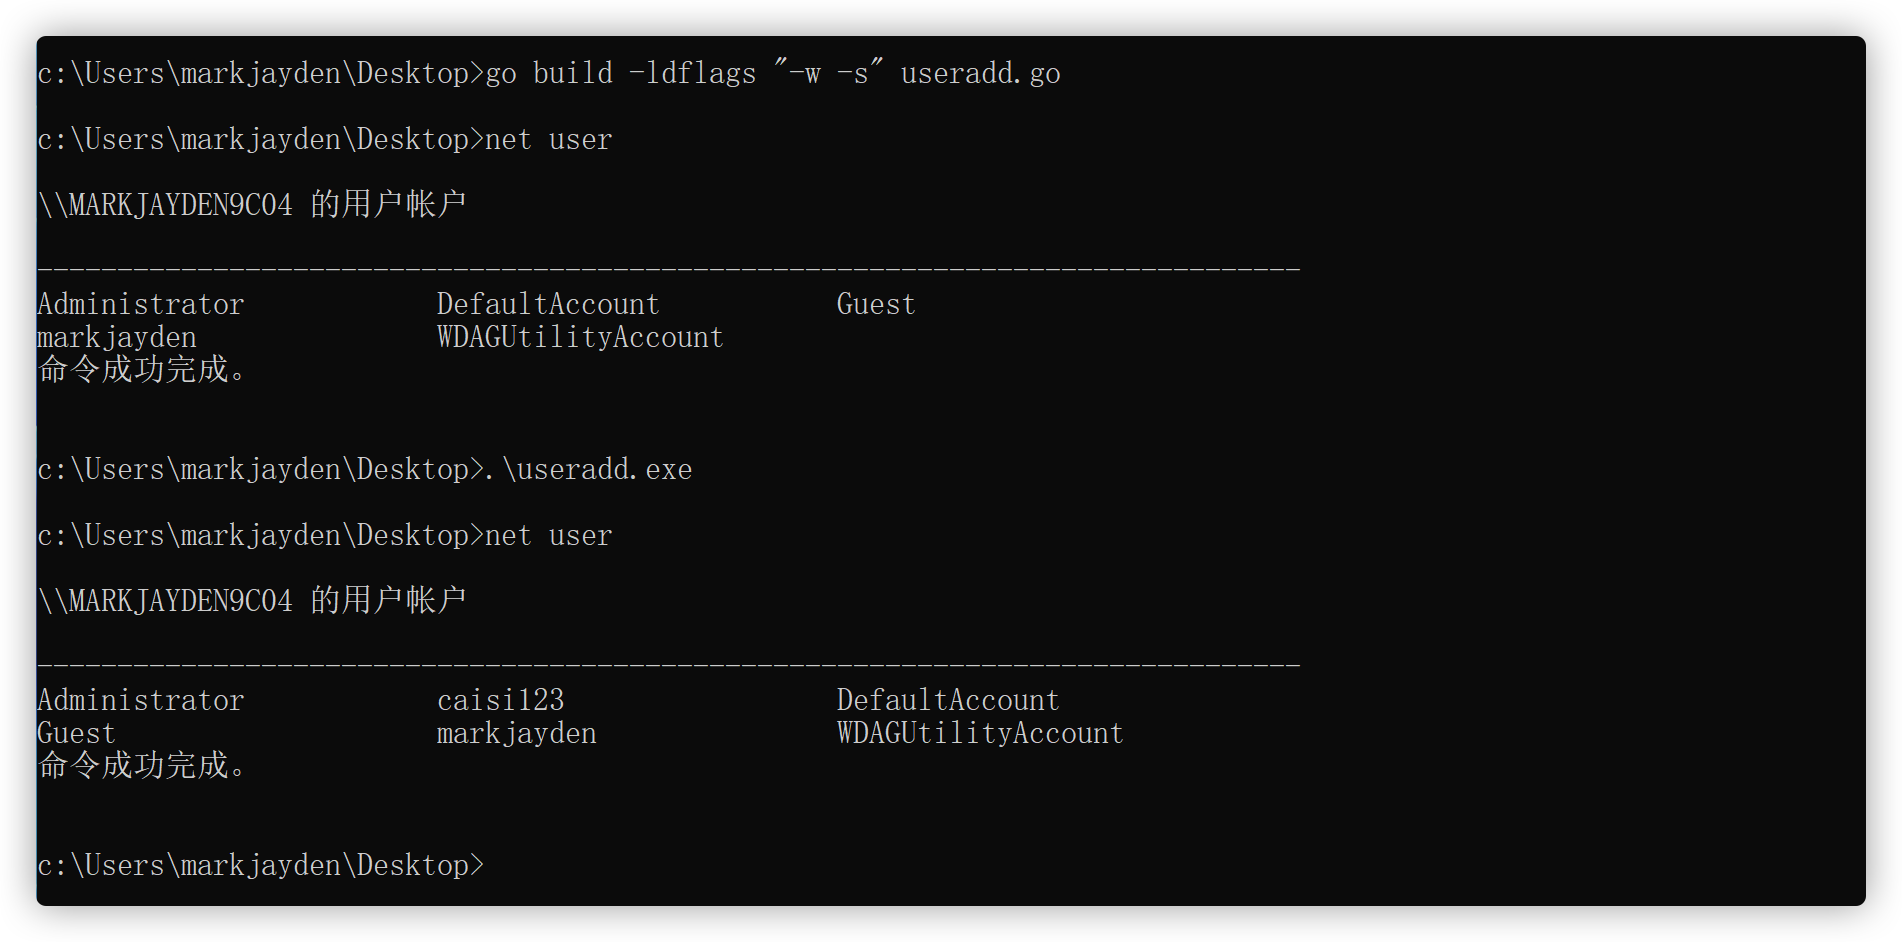 c:\Users\markjayden\Desktop>go build -ldflags "-w -s" useradd.go
c:\Users\markjayden\Desktop>net user
\\MARKJAYDEN9C04 的用户帐户
-------------------------------------------------------------------------------
Administrator            DefaultAccount           Guest
markjayden               WDAGUtilityAccount
命令成功完成。
c:\Users\markjayden\Desktop>.\useradd.exe
c:\Users\markjayden\Desktop>net user
\\MARKJAYDEN9C04 的用户帐户
-------------------------------------------------------------------------------
Administrator            caisi123                 DefaultAccount
Guest                    markjayden               WDAGUtilityAccount
命令成功完成。
c:\Users\markjayden\Desktop>